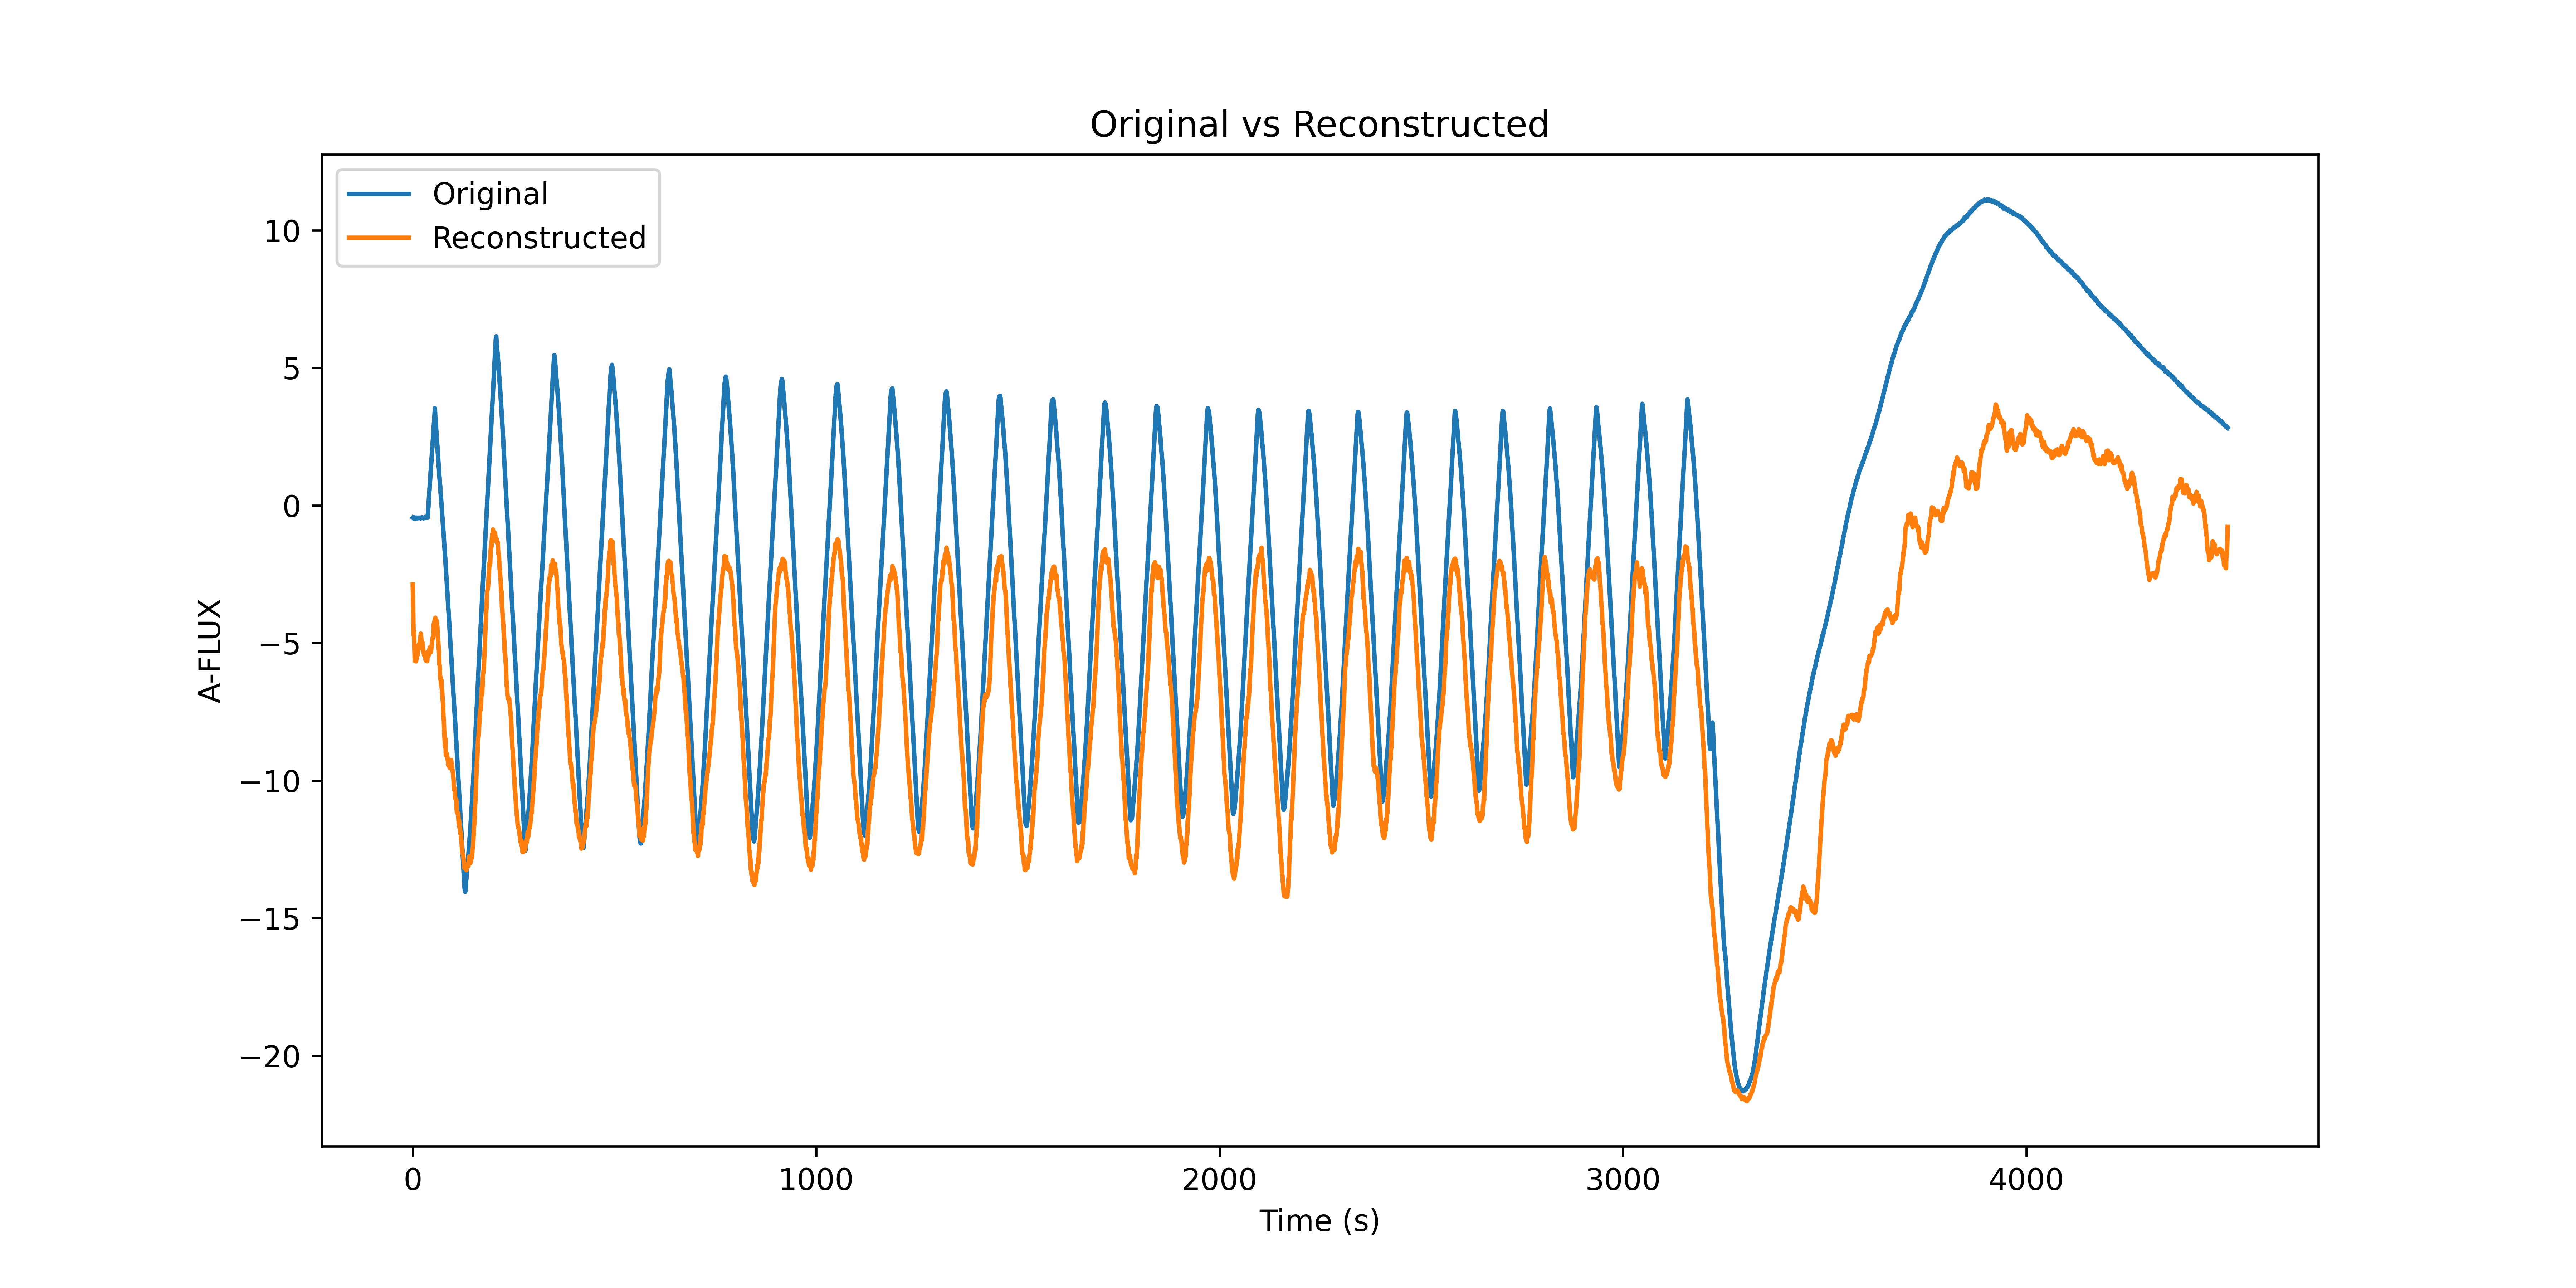 Original vs Reconstructed
Original
Reconstructed
10
5
0
−5
−10
−15
−20
A-FLUX
0 1000 2000 3000 4000
Time (s)